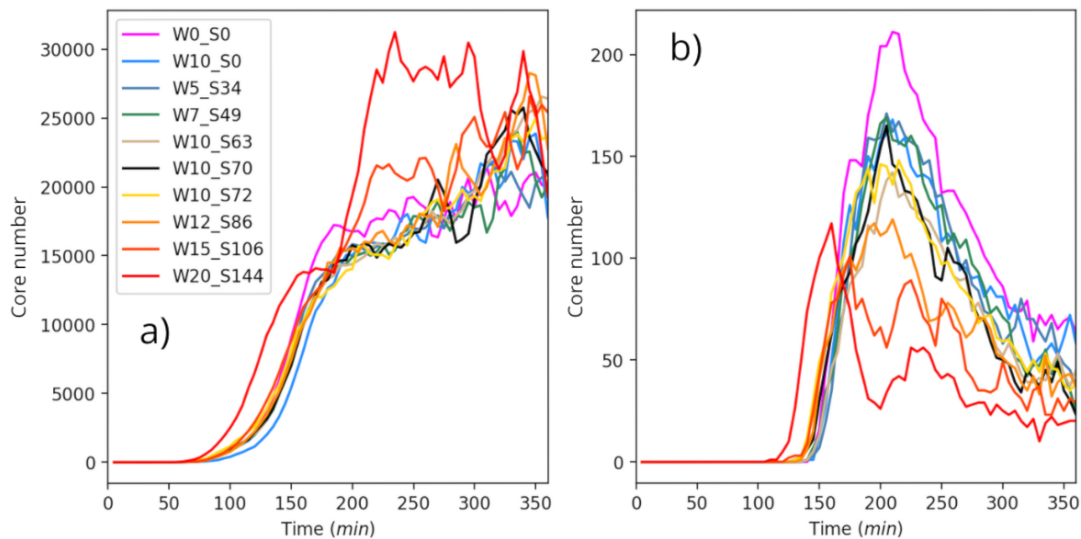 30000
25000
20000
15000
10000
5000
0
Core number
W0_S0
W10_S0
W5_S34
W7_S49
W10_S63
W10_S70
W10_S72
W12_S86
W15_S106
W20_S144
a)
0 50 100 150 200 250 300 350
Time (min)
200
150
100
50
0
Core number
b)
0 50 100 150 200 250 300 350
Time (min)